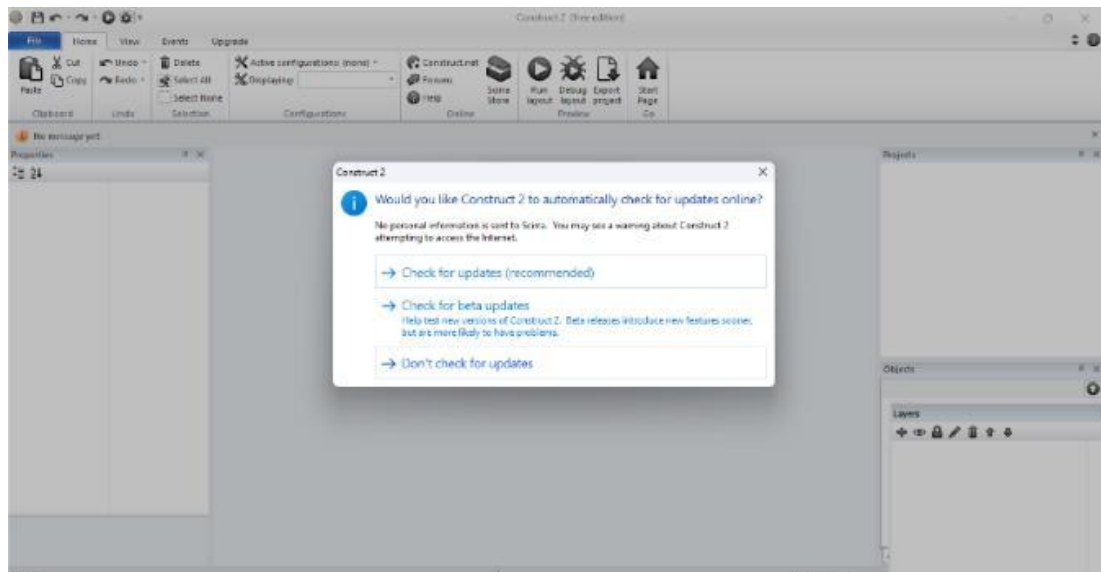 Construct 2 (free edition)
File Home View Events Upgrade
Paste
Cut
Copy
Clipboard
Undo
Redo
Undo
Delete
Select All
Select None
Selection
Active configurations (none)
Displaying
Configurations
Construct.net
Forums
Help
Scirra Store
Online
Run layout
Debug layout
Export project
Preview
Start Page
Go
No message yet
Properties
Projects
Construct 2
Would you like Construct 2 to automatically check for updates online?
No personal information is sent to Scirra. You may see a warning about Construct 2
attempting to access the Internet.
Check for updates (recommended)
Check for beta updates
Help test new versions of Construct 2. Beta releases introduce new features sooner,
but are more likely to have problems.
Don't check for updates
Objects
Layers